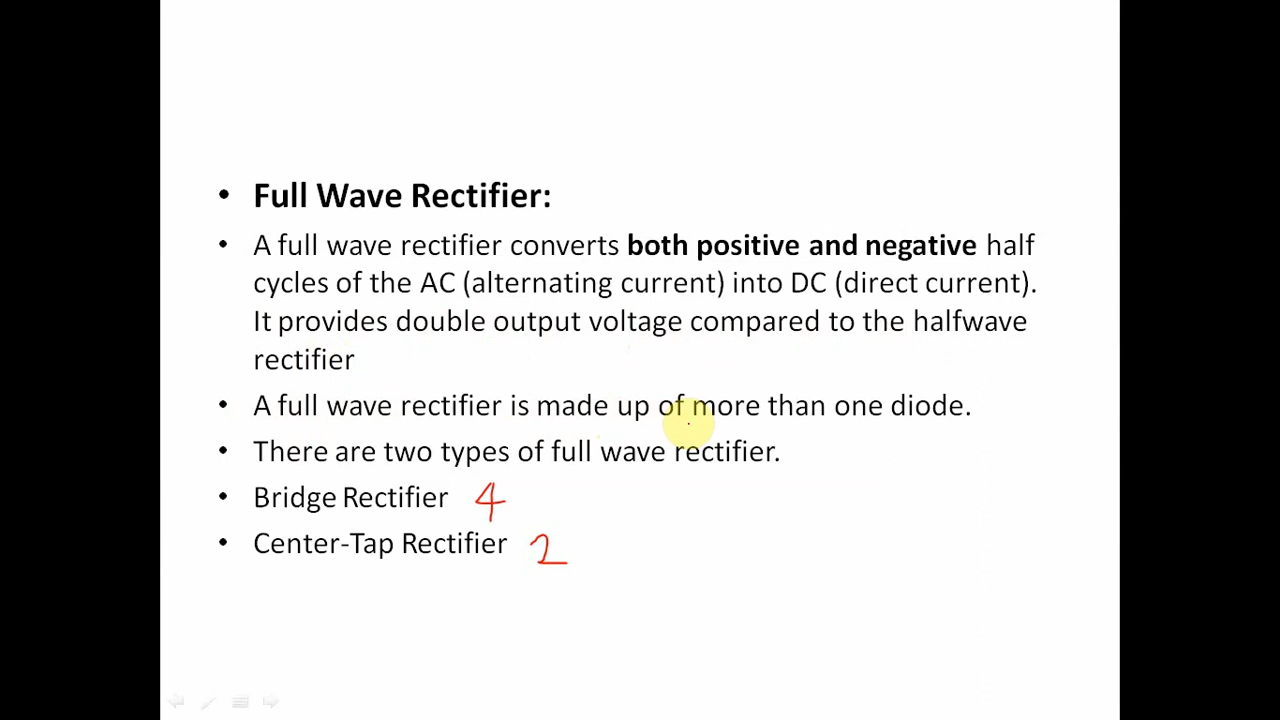 • Full Wave Rectifier:
• A full wave rectifier converts both positive and negative half
cycles of the AC (alternating current) into DC (direct current).
It provides double output voltage compared to the halfwave
rectifier
• A full wave rectifier is made up of more than one diode.
• There are two types of full wave rectifier.
• Bridge Rectifier 4
• Center-Tap Rectifier 2